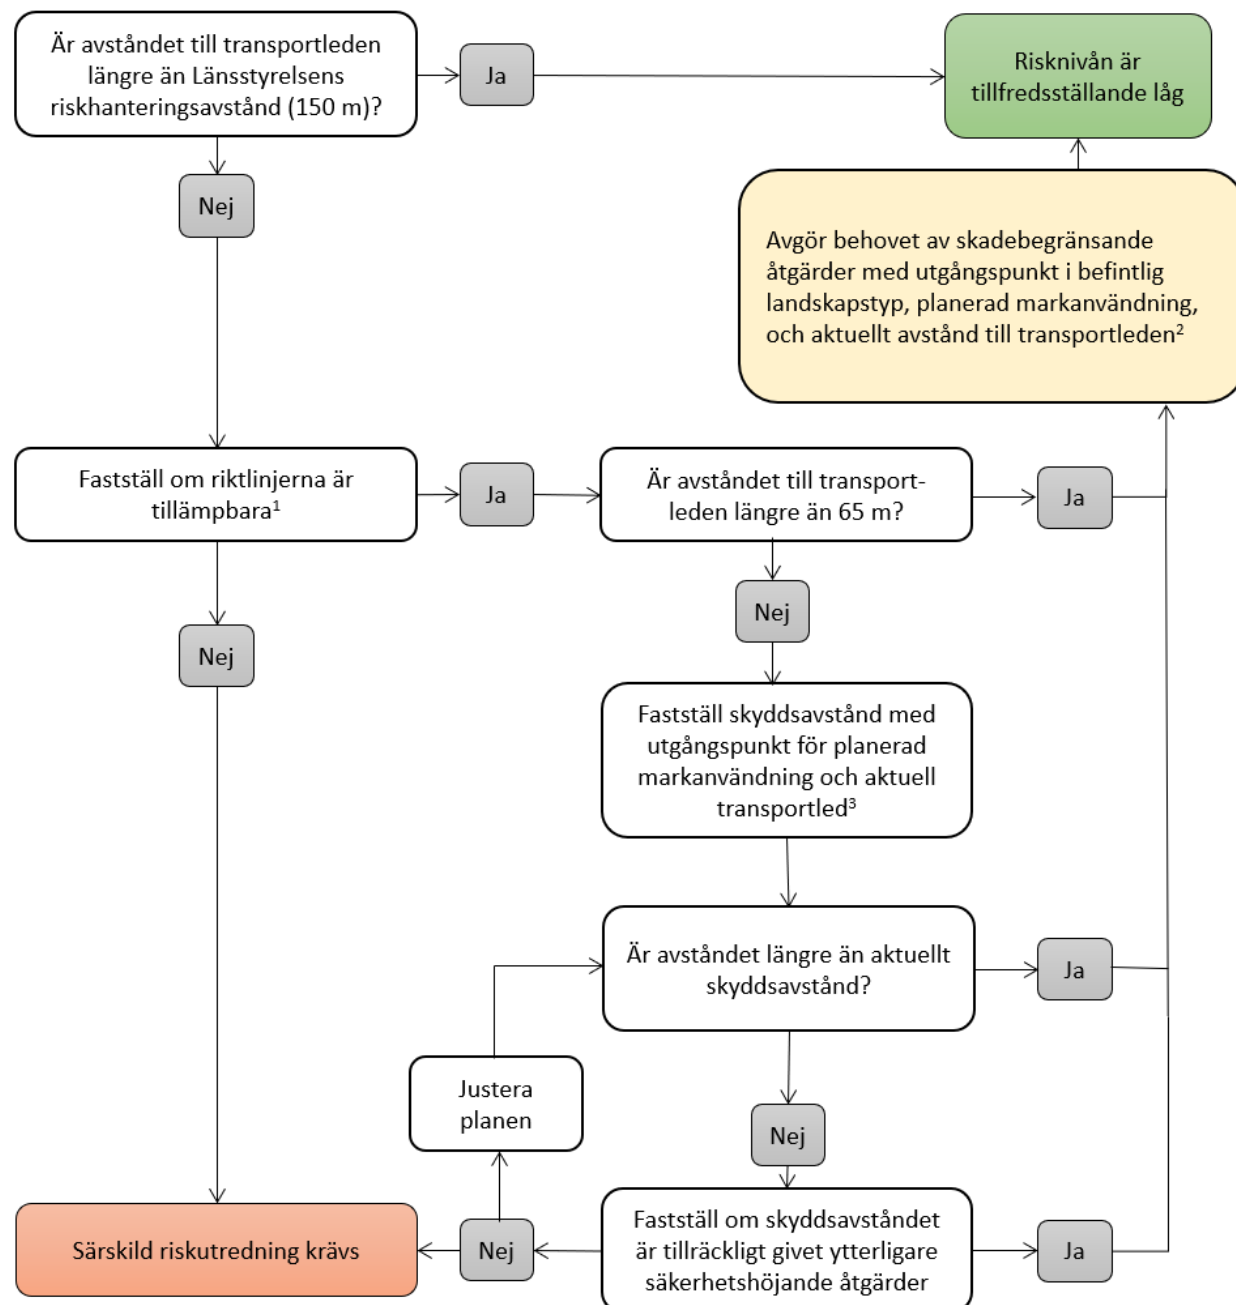 Är avståndet till transportleden
längre än Länsstyrelsens
riskhanteringsavstånd (150 m)?
Ja
Risknivån är
tillfredsställande låg
Nej
Avgör behovet av skadebegränsande
åtgärder med utgångspunkt i befintlig
landskapstyp, planerad markanvändning,
och aktuellt avstånd till transportleden²
Fastställ om riktlinjerna är
tillämpbara¹
Ja
Är avståndet till transport-
leden längre än 65 m?
Ja
Nej
Nej
Fastställ skyddsavstånd med
utgångspunkt för planerad
markanvändning och aktuell
transportled³
Är avståndet längre än aktuellt
skyddsavstånd?
Ja
Justera
planen
Nej
Särskild riskutredning krävs
Nej
Fastställ om skyddsavståndet
är tillräckligt givet ytterligare
säkerhetshöjande åtgärder
Ja